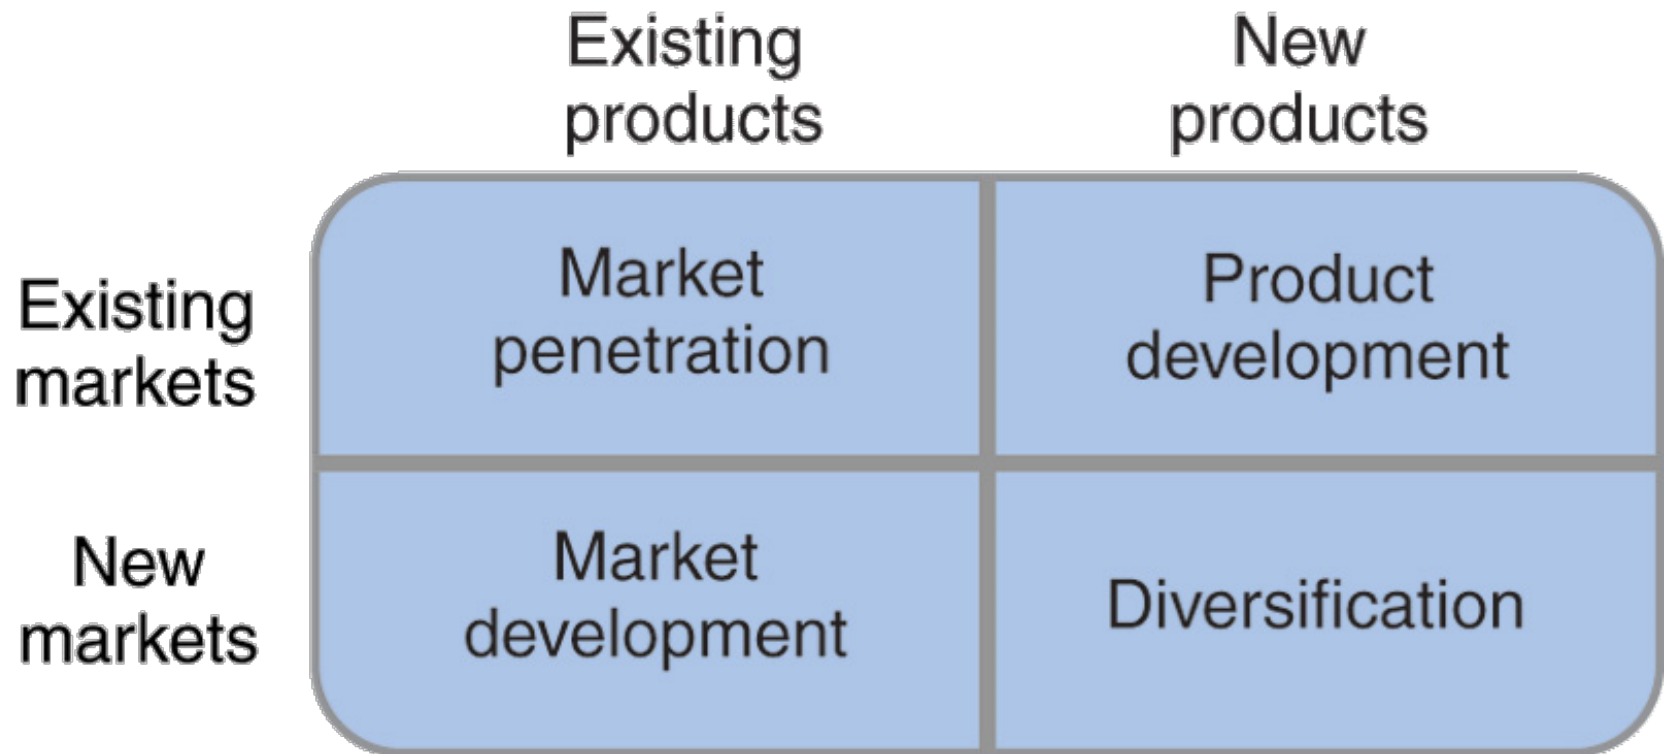 Existing
products
New
products
Existing
markets
Market
penetration
Product
development
New
markets
Market
development
Diversification